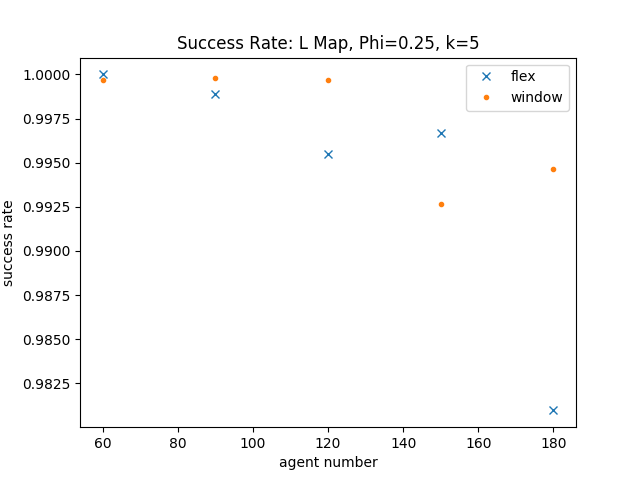 Success Rate: L Map, Phi=0.25, k=5
flex
window
1.0000
0.9975
0.9950
0.9925
0.9900
0.9875
0.9850
0.9825
success rate
60 80 100 120 140 160 180
agent number